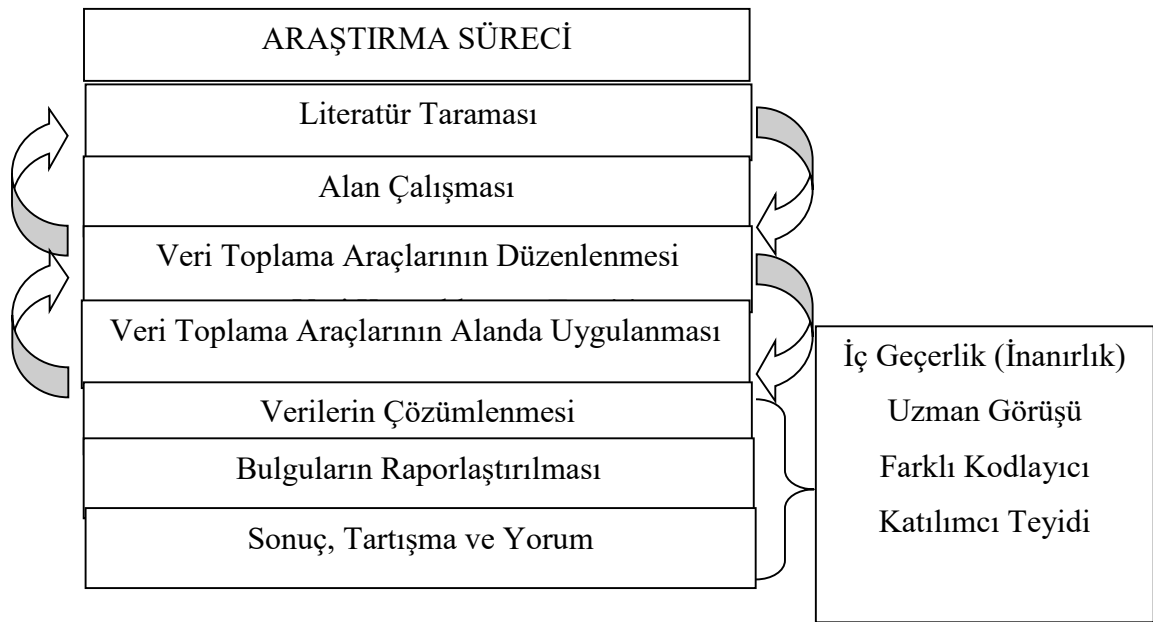 ARAŞTIRMA SÜRECİ
Literatür Taraması
Alan Çalışması
Veri Toplama Araçlarının Düzenlenmesi
Veri Toplama Araçlarının Alanda Uygulanması
Verilerin Çözümlenmesi
Bulguların Raporlaştırılması
Sonuç, Tartışma ve Yorum
İç Geçerlik (İnanırlık)
Uzman Görüşü
Farklı Kodlayıcı
Katılımcı Teyidi